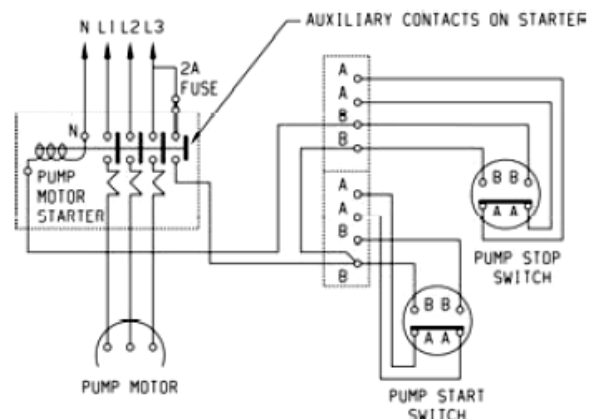 N L1 L2 L3
AUXILIARY CONTACTS ON STARTER
2A
FUSE
N
PUMP
MOTOR
STARTER
A
A
B
B
A
A
B
B
B B
A A
PUMP STOP
SWITCH
B B
A A
PUMP MOTOR
PUMP START
SWITCH